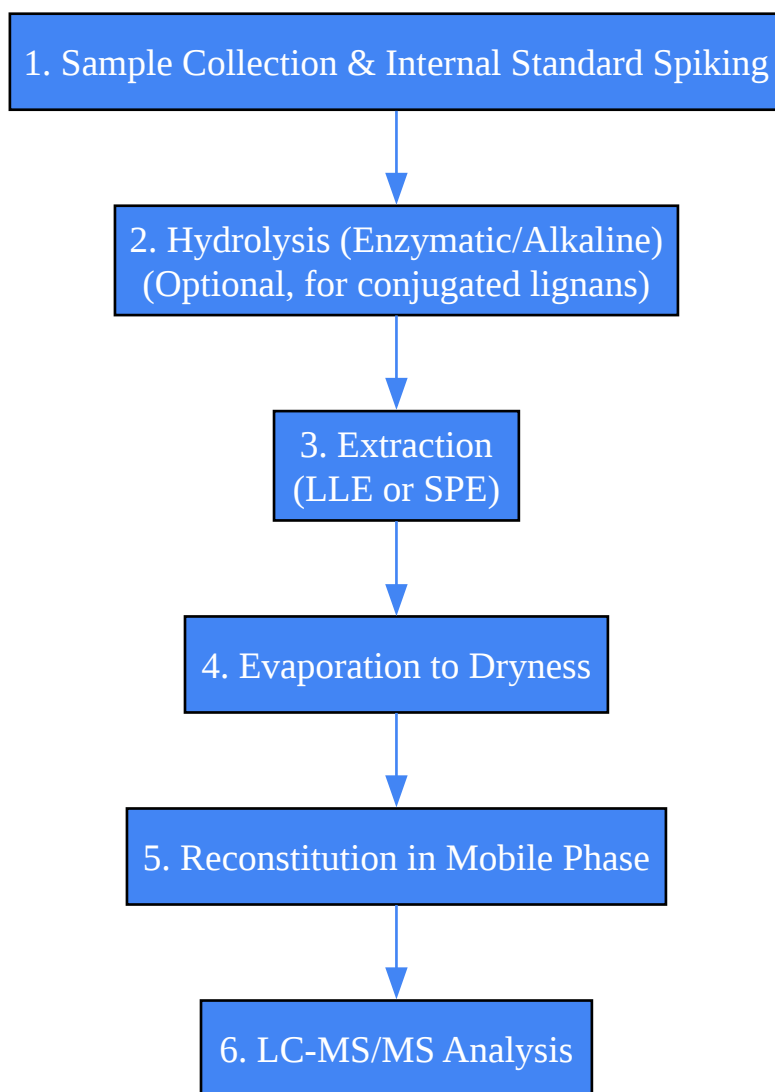 1. Sample Collection & Internal Standard Spiking
2. Hydrolysis (Enzymatic/Alkaline)
(Optional, for conjugated lignans)
3. Extraction
(LLE or SPE)
4. Evaporation to Dryness
5. Reconstitution in Mobile Phase
6. LC-MS/MS Analysis